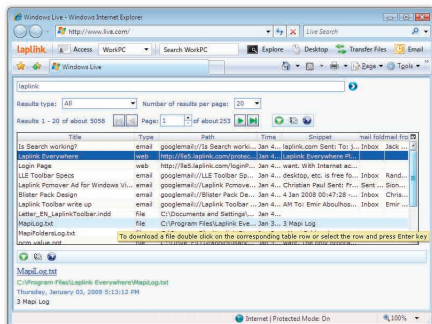 Windows Live - Windows Internet Explorer
http://www.live.com/
Live Search
laplink Access WorkPC Search WorkPC Explore Desktop Transfer Files Email
Windows Live Page Tools
laplink
Results type: All Number of results per page: 20
Results 1 - 20 of about 5058 Page: 1 of about 253
Title Type Path Time Snippet mail fold mail fro
Is Search working? email googlemail://Is Search worki... Jan 4... laplink.com Sent: To: j... Inbox Jack ...
Laplink Everywhere web http://lle5.laplink.com/protec... Jan 4... Laplink Everywhere Pl...
Login Page web http://lle5.laplink.com/loginP... Jan 4... want. With Internet ac...
LLE Toolbar Specs email googlemail://LLE Toolbar Sp... Jan 4... desktop, etc. is free fo... Inbox Rand...
Laplink Pcmover Ad for Windows Vi... email googlemail://Laplink Pcmove... Jan 4... Christian Paul Sent: Fr... Sent ... Sion...
Blister Pack Design email googlemail://Blister Pack De... Jan 4... 4 Jan 2008 00:47:28 -... Inbox Chris...
Laplink Toolbar write up email googlemail://Laplink Toolbar ... Jan 4... AM To: Emir Aboulhos... Inbox Emir ...
Letter_EN_LaplinkToolbar.indd file C:\Documents and Settings\... Jan 4...
MapiLog.txt file C:\Program Files\Laplink Eve... Jan 3... 3 Mapi Log
MapiFoldersLog.txt
To download a file double click on the corresponding table row or select the row and press Enter key
MapiLog.txt
C:\Program Files\Laplink Everywhere\MapiLog.txt
Thursday, January 03, 2008 5:13:12 PM
3 Mapi Log
Internet | Protected Mode: On 100%